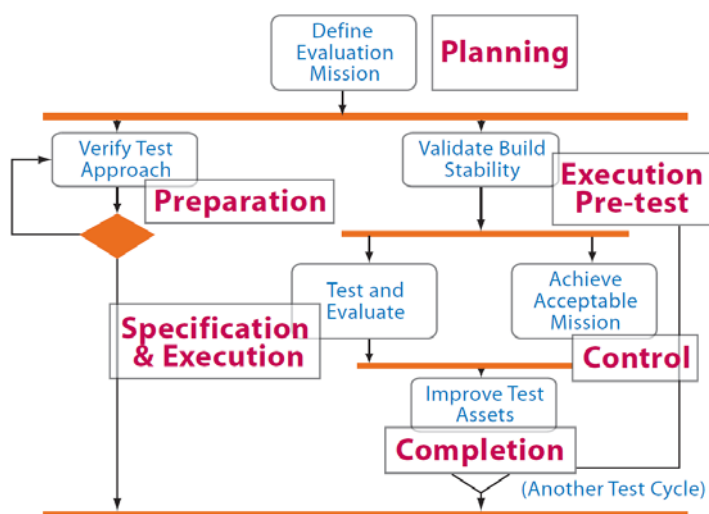 Define
Evaluation
Mission
Planning
Verify Test
Approach
Validate Build
Stability
Execution
Pre-test
Preparation
Test and
Evaluate
Achieve
Acceptable
Mission
Specification
& Execution
Control
Improve Test
Assets
Completion
(Another Test Cycle)